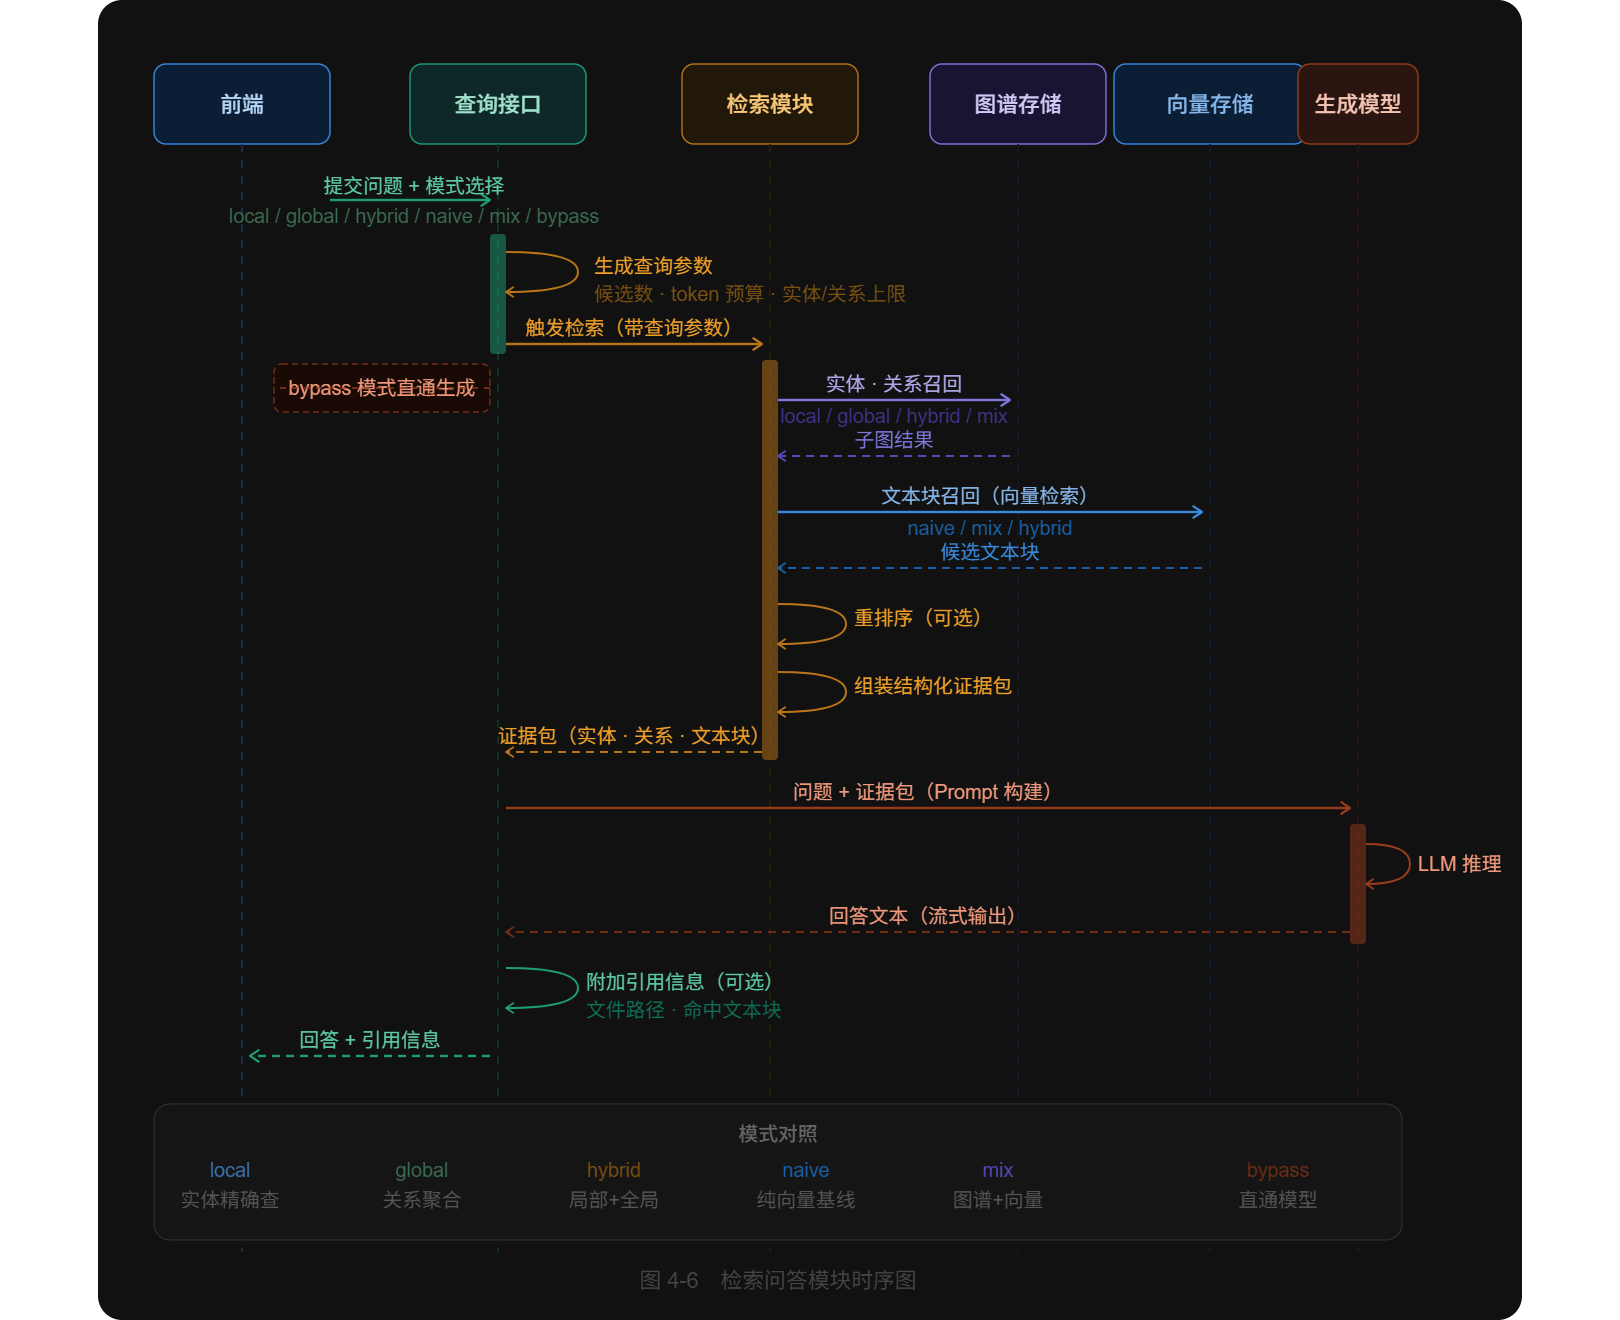 前端
查询接口
检索模块
图谱存储
向量存储
生成模型
提交问题 + 模式选择
local / global / hybrid / naive / mix / bypass
生成查询参数
候选数 · token 预算 · 实体/关系上限
触发检索（带查询参数）
bypass 模式直通生成
实体 · 关系召回
local / global / hybrid / mix
子图结果
文本块召回（向量检索）
naive / mix / hybrid
候选文本块
重排序（可选）
组装结构化证据包
证据包（实体 · 关系 · 文本块）
问题 + 证据包（Prompt 构建）
LLM 推理
回答文本（流式输出）
附加引用信息（可选）
文件路径 · 命中文本块
回答 + 引用信息
模式对照
local
global
hybrid
naive
mix
bypass
实体精确查
关系聚合
局部+全局
纯向量基线
图谱+向量
直通模型
图 4-6　检索问答模块时序图